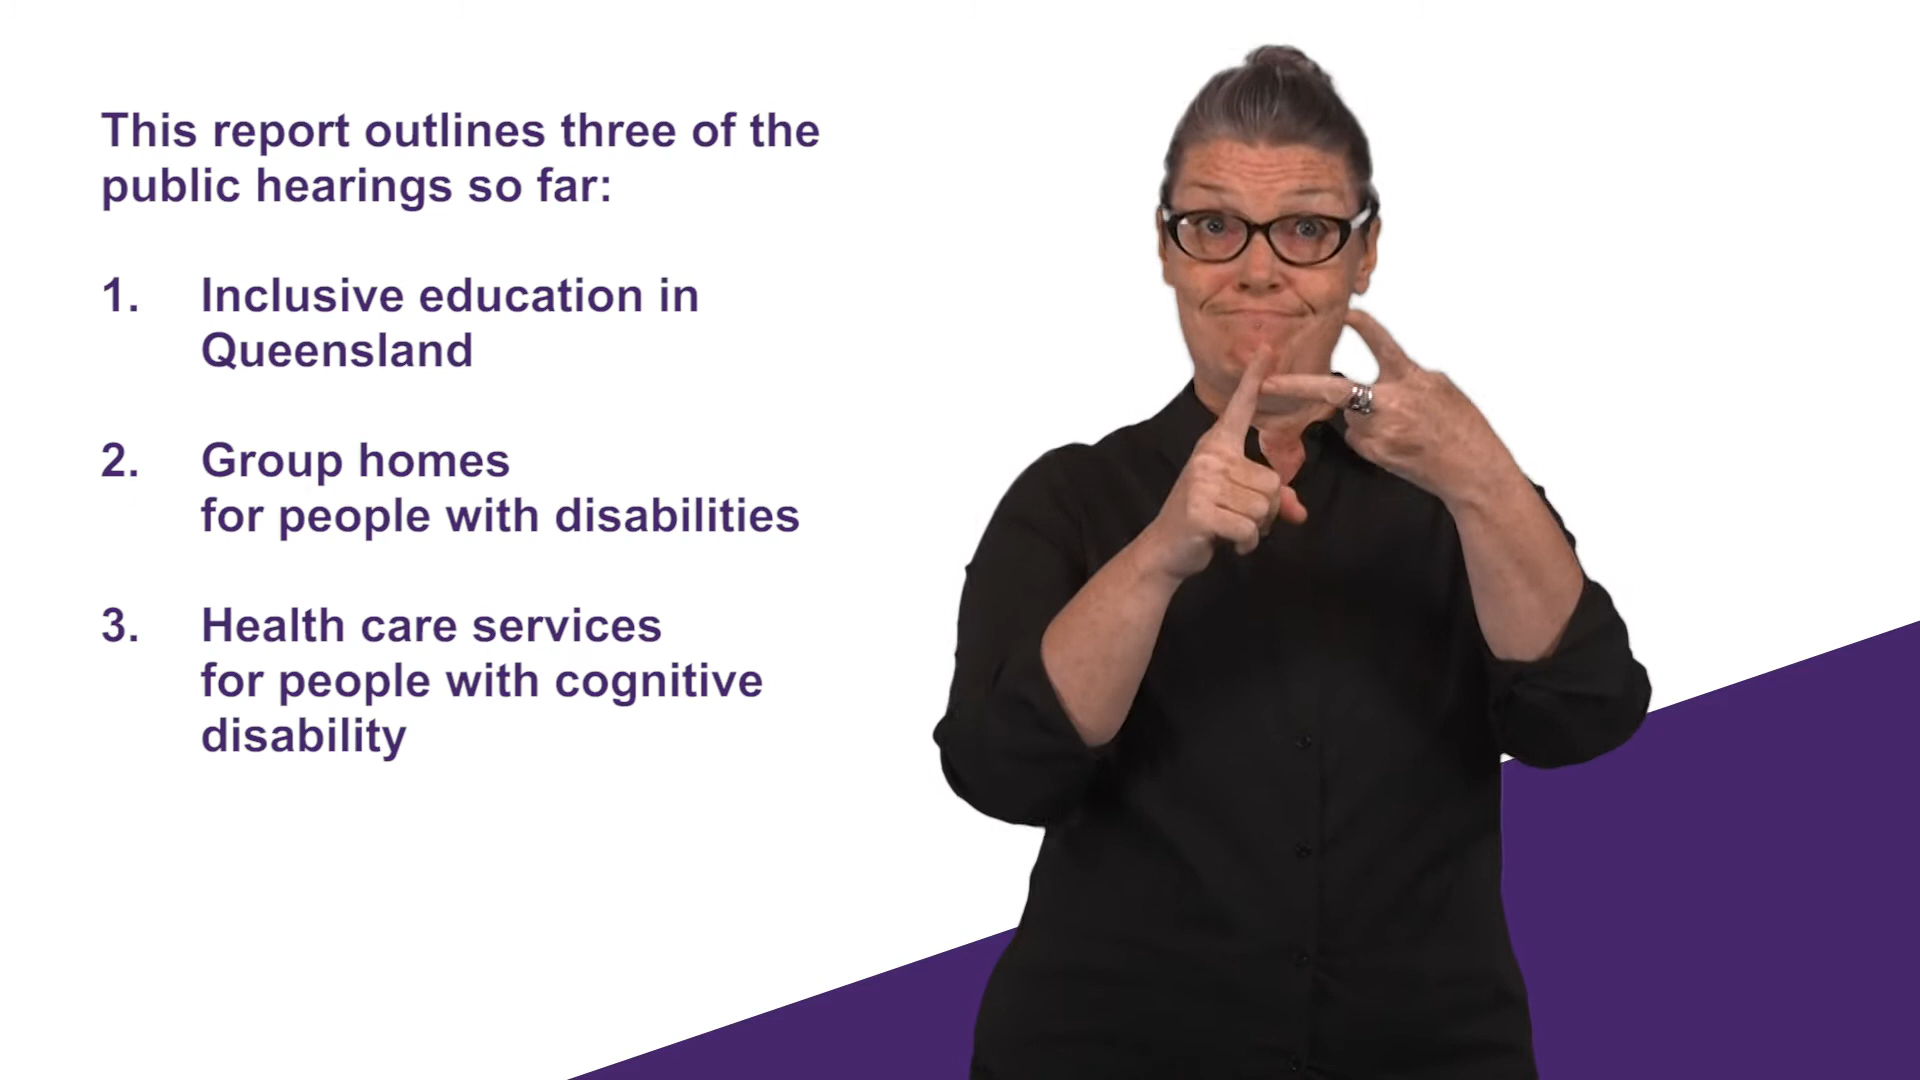 This report outlines three of the
public hearings so far:
1. Inclusive education in
Queensland
2. Group homes
for people with disabilities
3. Health care services
for people with cognitive
disability